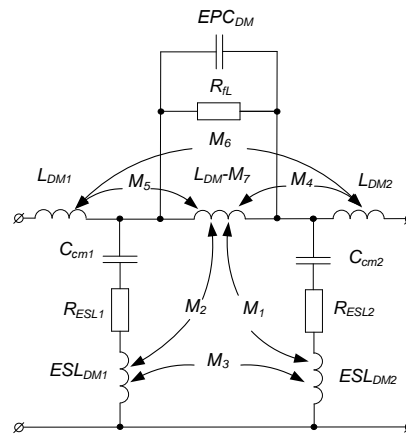 EPC_DM
R_fL
M_6
L_DM1
M_5
L_DM-M_7
M_4
L_DM2
C_cm1
C_cm2
R_ESL1
M_2
M_1
R_ESL2
M_3
ESL_DM1
ESL_DM2